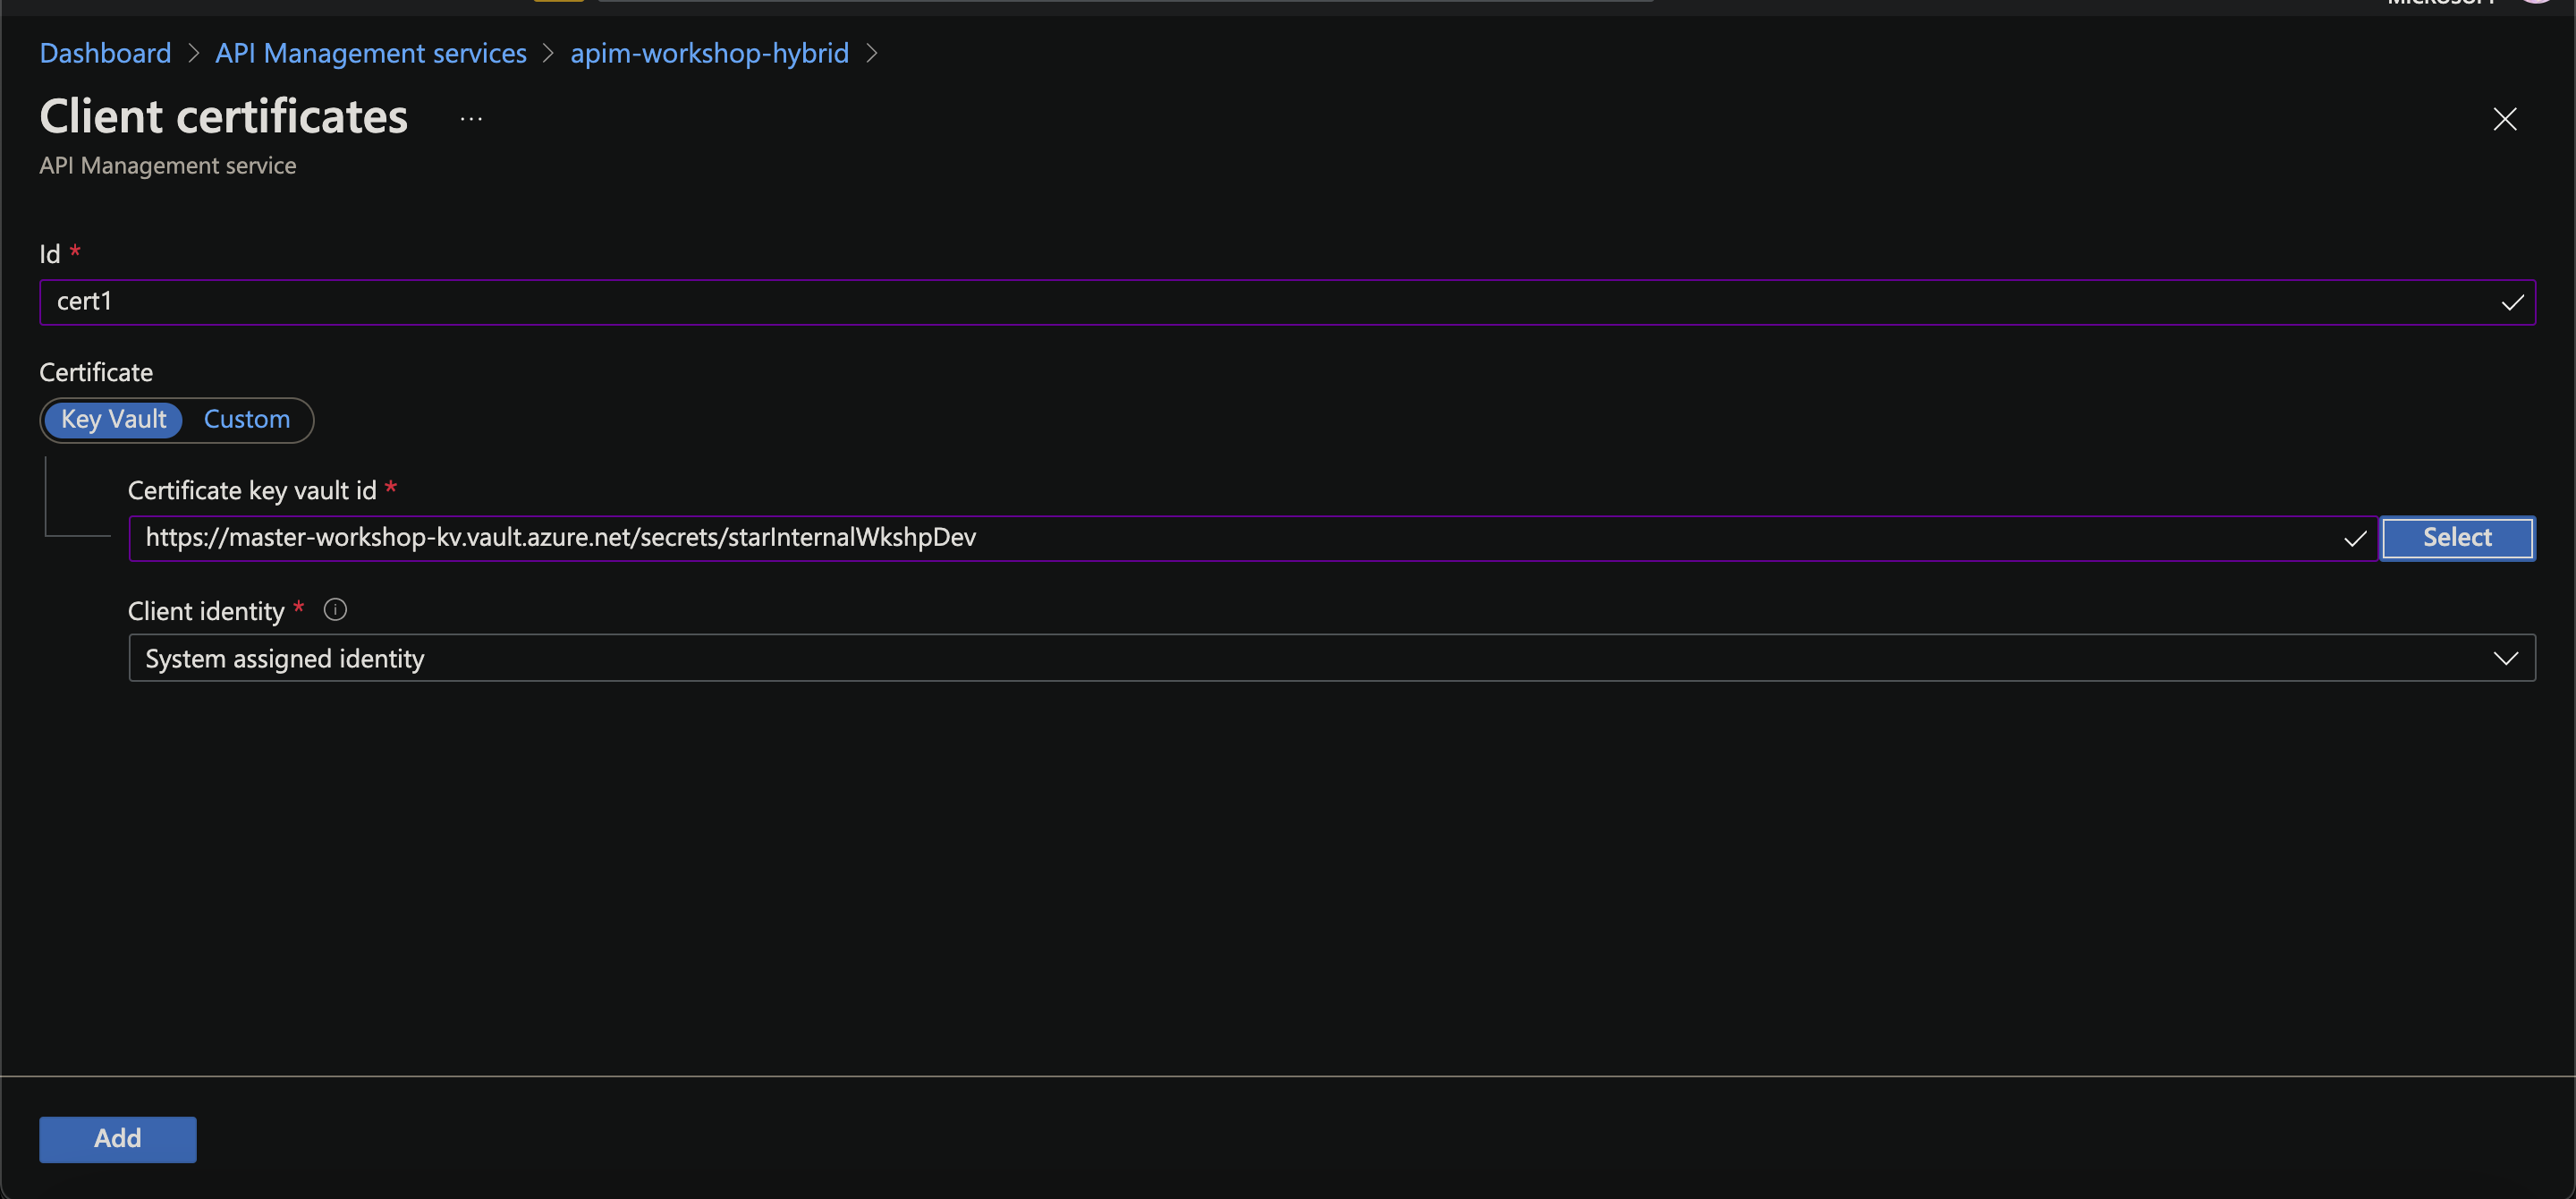 MICROSOFT
Dashboard > API Management services > apim-workshop-hybrid >
Client certificates ...
API Management service
Id *
cert1
Certificate
Key Vault Custom
Certificate key vault id *
https://master-workshop-kv.vault.azure.net/secrets/starInternalWkshpDev
Select
Client identity *
System assigned identity
Add